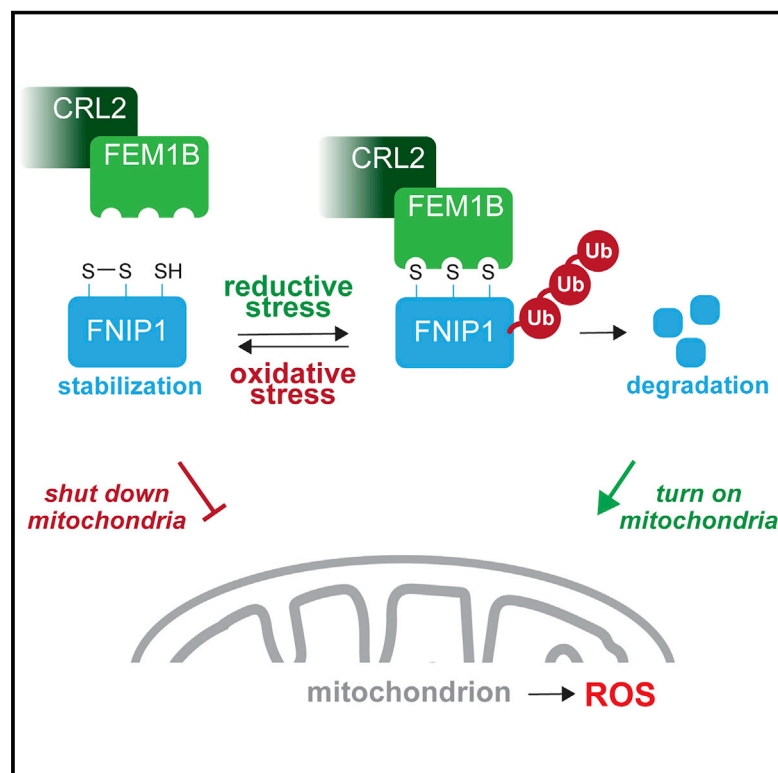 CRL2
FEM1B
S–S SH
FNIP1
stabilization
reductive
stress
oxidative
stress
CRL2
FEM1B
S S S
FNIP1
Ub
Ub
Ub
degradation
shut down
mitochondria
turn on
mitochondria
mitochondrion → ROS